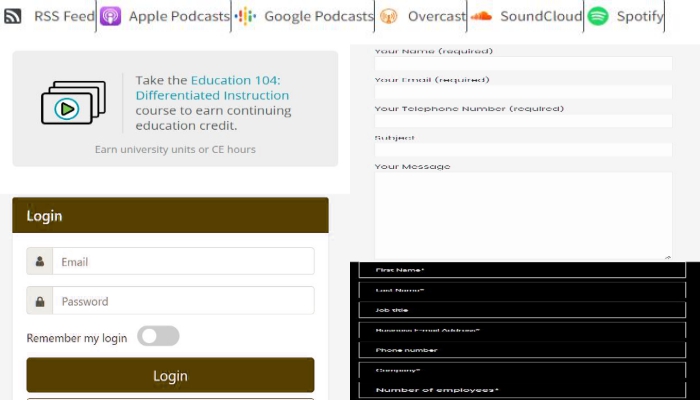 RSS Feed Apple Podcasts Google Podcasts Overcast SoundCloud Spotify
Take the Education 104:
Differentiated Instruction
course to earn continuing
education credit.
Earn university units or CE hours
Login
Email
Password
Remember my login
Login
Your Name (required)
Your Email (required)
Your Telephone Number (required)
Subject
Your Message
First Name*
Last Name*
Job title
Business E-mail Address*
Phone number
Company*
Number of employees*